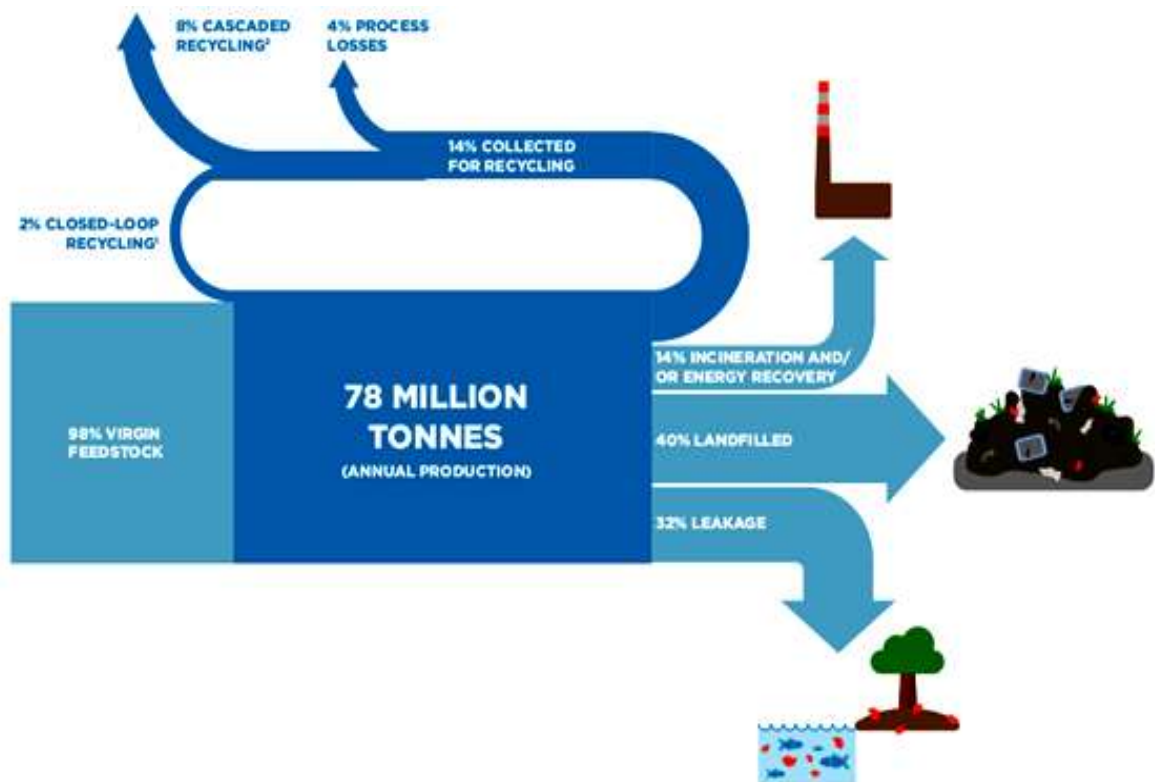 8% CASCADED
RECYCLING²
4% PROCESS
LOSSES
14% COLLECTED
FOR RECYCLING
2% CLOSED-LOOP
RECYCLING¹
98% VIRGIN
FEEDSTOCK
78 MILLION
TONNES
(ANNUAL PRODUCTION)
14% INCINERATION AND/
OR ENERGY RECOVERY
40% LANDFILLED
32% LEAKAGE